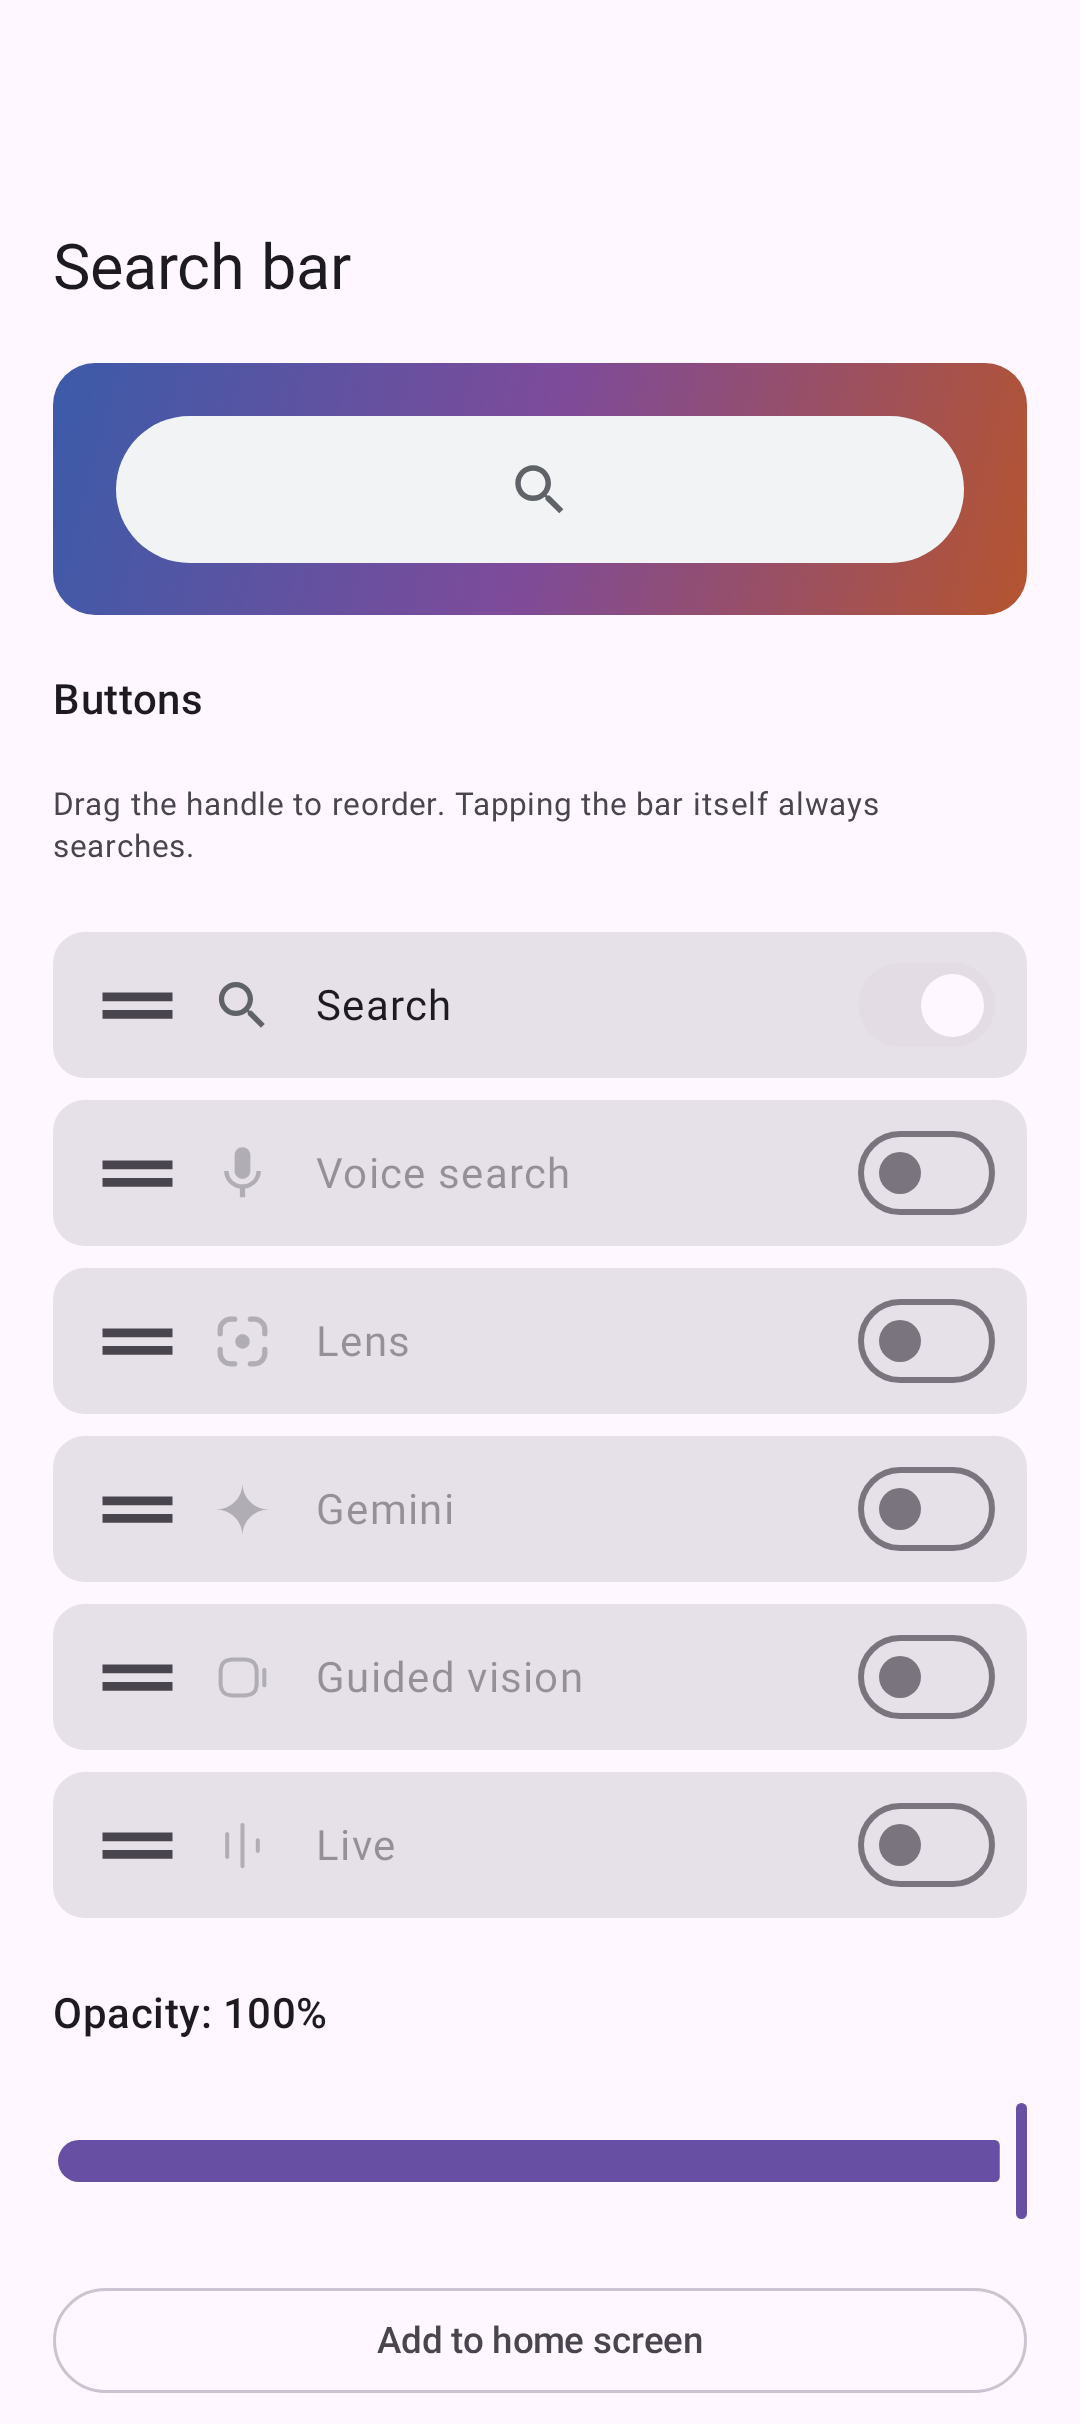 Search bar
Buttons
Drag the handle to reorder. Tapping the bar itself always
searches.
Search
Voice search
Lens
Gemini
Guided vision
Live
Opacity: 100%
Add to home screen